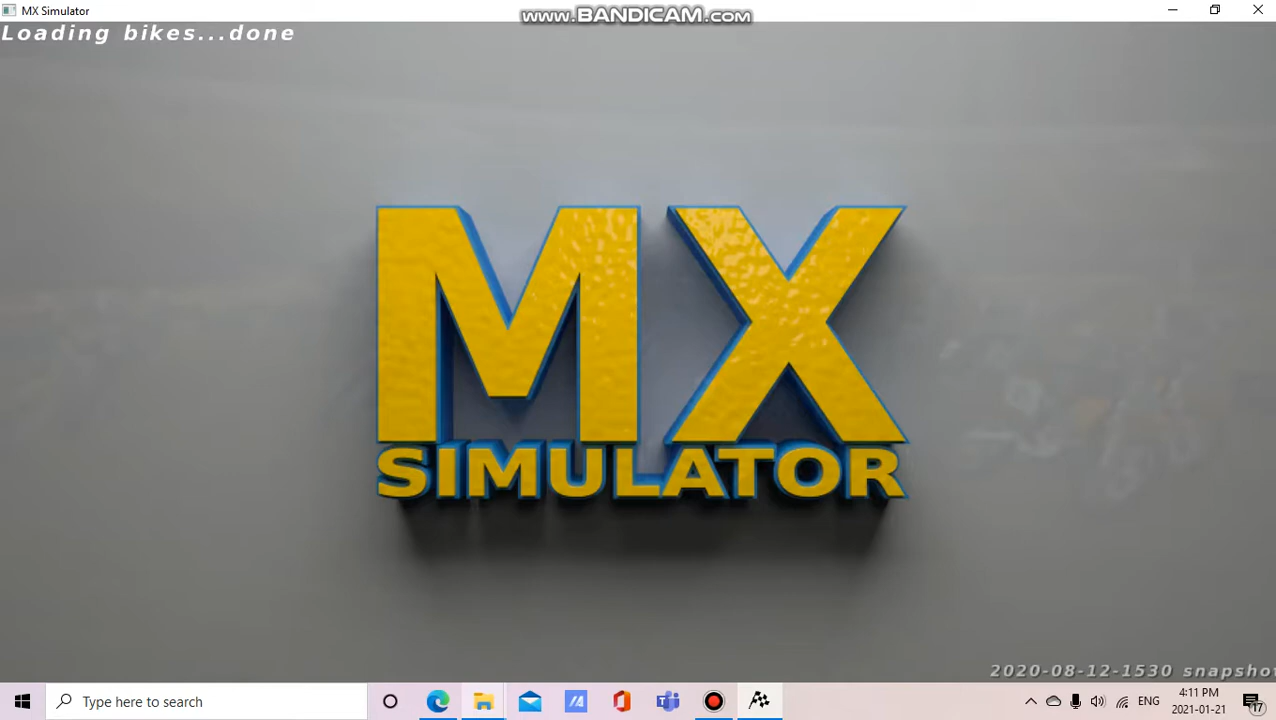 MX Simulator
www.BANDICAM.com
Loading bikes...done
MX
SIMULATOR
2020-08-12-1530 snapshot
Type here to search
ENG
4:11 PM
2021-01-21
17